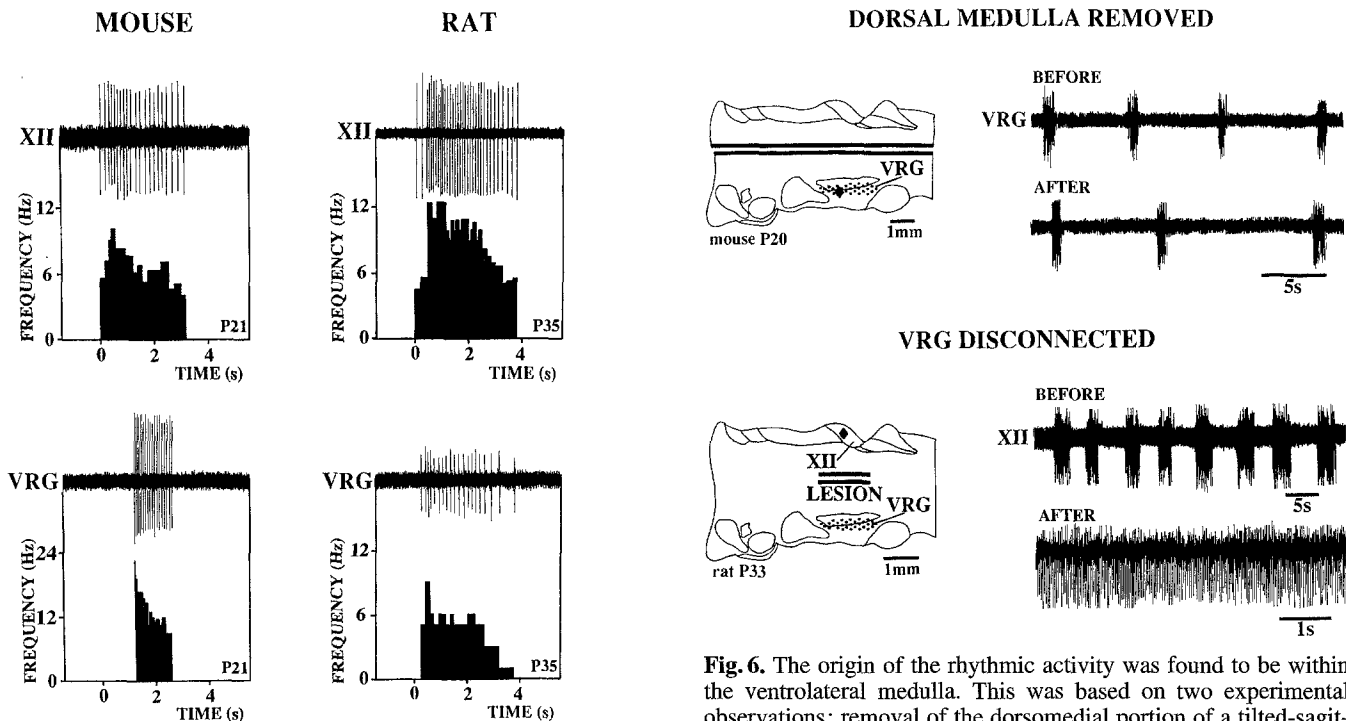 MOUSE
RAT
XII
XII
FREQUENCY (Hz)
12
6
0
P21
0 2 4
TIME (s)
FREQUENCY (Hz)
12
6
0
P35
0 2 4
TIME (s)
VRG
VRG
FREQUENCY (Hz)
24
12
0
P21
0 2 4
TIME (s)
FREQUENCY (Hz)
12
6
0
P35
0 2 4
TIME (s)
DORSAL MEDULLA REMOVED
VRG
1mm
mouse P20
BEFORE
VRG
AFTER
5s
VRG DISCONNECTED
XII
LESION
VRG
1mm
rat P33
BEFORE
XII
5s
AFTER
1s
Fig. 6. The origin of the rhythmic activity was found to be within
the ventrolateral medulla. This was based on two experimental
observations: removal of the dorsomedial portion of a tilted-sagit-